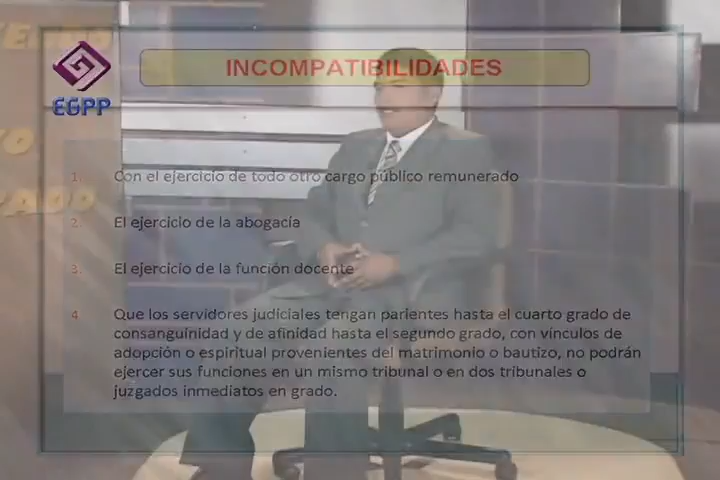 INCOMPATIBILIDADES
EGPP
1. Con el ejercicio de todo otro cargo público remunerado
2. El ejercicio de la abogacía
3. El ejercicio de la función docente
4 Que los servidores judiciales tengan parientes hasta el cuarto grado de
consanguinidad y de afinidad hasta el segundo grado, con vínculos de
adopción o espiritual provenientes del matrimonio o bautizo, no podrán
ejercer sus funciones en un mismo tribunal o en dos tribunales o
juzgados inmediatos en grado.